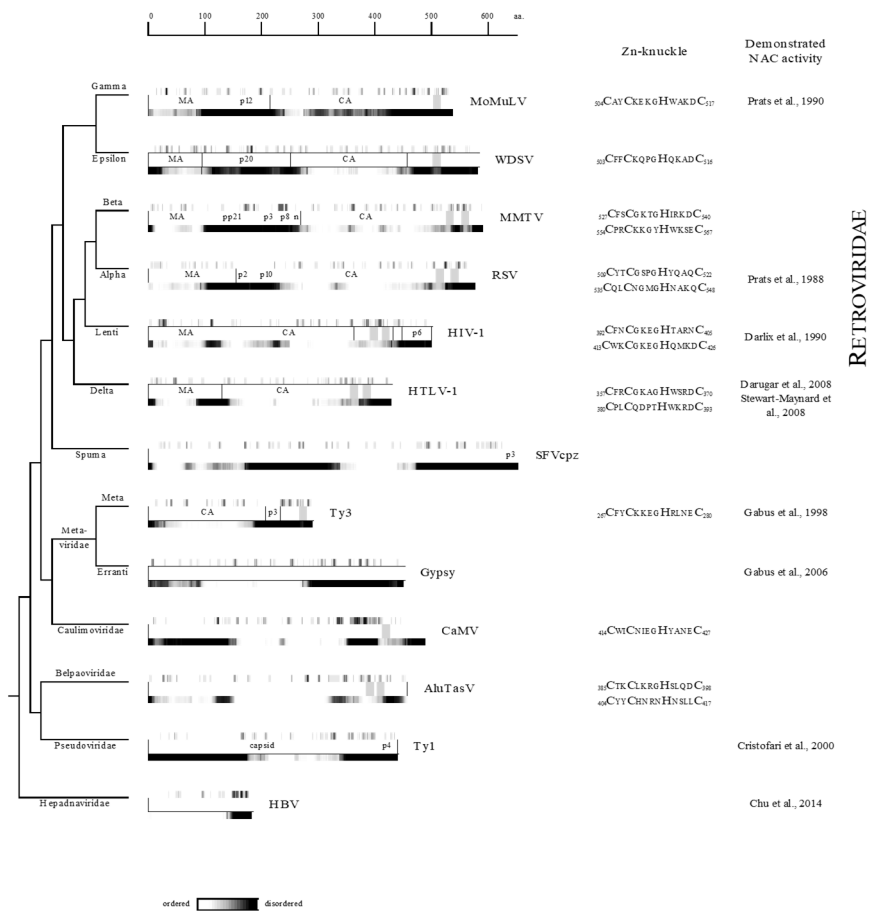 0 100 200 300 400 500 600 aa.
Zn-knuckle
Demonstrated
NAC activity
Gamma
MA p12 CA
MoMuLV
504CAYCKEKGHWAKDC517
Prats et al., 1990
Epsilon
MA p20 CA
WDSV
503CFFCKQPGHQKADC516
Beta
MA pp21 p3 p8 n CA
MMTV
527CFSCGKTGHIRKDC540
554CPRCKKGYHWKSEC567
Alpha
MA p2 p10 CA
RSV
509CYTCGSPGHYQAQC522
535CQLCNGMGHNAKQC548
Prats et al., 1988
Lenti
MA CA p6
HIV-1
392CFNCGKEGHTARNC405
413CWKCGKEGHQMKDC426
Darlix et al., 1990
Delta
MA CA
HTLV-1
357CFRCGKAGHWSRDC370
380CPLCQDPTHWKRDC393
Darugar et al., 2008
Stewart-Maynard et
al., 2008
RETROVIRIDAE
Spuma
p3
SFVcpz
Meta
CA p3
Ty3
267CFYCKKEGHRLNEC280
Gabus et al., 1998
Meta-
viridae
Erranti
Gypsy
Gabus et al., 2006
Caulimoviridae
CaMV
414CWICNIEGHYANEC427
Belpaoviridae
AluTasV
385CTKCLKRGHSLQDC398
404CYYCHNRNHNSLLC417
Pseudoviridae
capsid p4
Ty1
Cristofari et al., 2000
Hepadnaviridae
HBV
Chu et al., 2014
ordered disordered